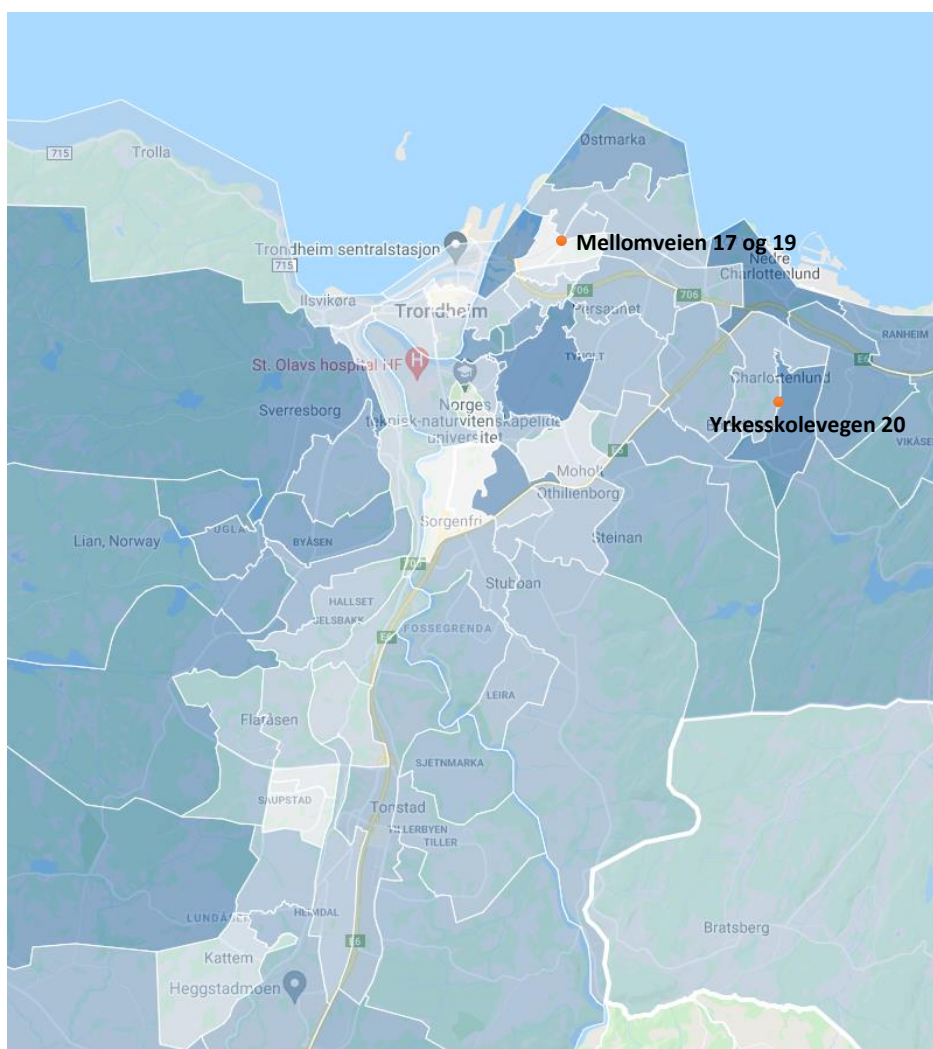 Østmarka
715
Trolla
Mellomveien 17 og 19
Trondheim sentralstasjon
715
Nedre
Charlottenlund
Ilsvikøra
706
706
Trondheim
Persaunet
RANHEIM
St. Olavs hospital HF
H
TYHOLT
E6
Charlottenlund
Norges
Sverresborg
teknisk-naturvitenskapelige
universitet
Yrkesskolevegen 20
E6
VIKÅSEN
Moholt
Othilienborg
Sorgenfri
UGLA
Lian, Norway
BYÅSEN
Steinan
706
Stubban
HALLSET
SELSBAKK
FOSSEGRENDA
E6
LEIRA
Flatåsen
SJETNMARKA
SAUPSTAD
Tonstad
TILLERBYEN
TILLER
LUNDÅSEN
HEIMDAL
Bratsberg
E6
Kattem
Heggstadmoen